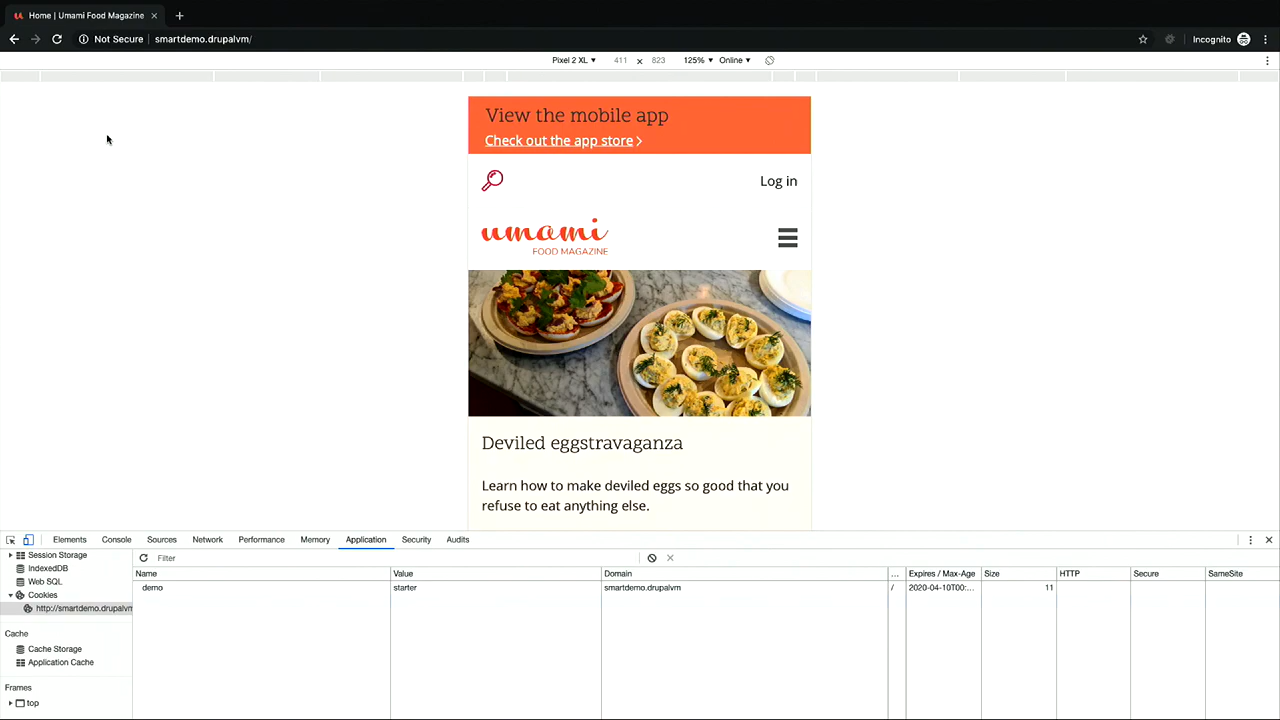 Home | Umami Food Magazine
Not Secure smartdemo.drupalvm/ Incognito
Pixel 2 XL ▾ 411 × 823 125% ▾ Online ▾
View the mobile app
Check out the app store
Log in
umami
FOOD MAGAZINE
Deviled eggstravaganza
Learn how to make deviled eggs so good that you
refuse to eat anything else.
Elements Console Sources Network Performance Memory Application Security Audits
Session Storage
IndexedDB
Web SQL
Cookies
http://smartdemo.drupalvm
Cache
Cache Storage
Application Cache
Frames
top
Filter
Name Value Domain ... Expires / Max-Age Size HTTP Secure SameSite
demo starter smartdemo.drupalvm / 2020-04-10T00:... 11